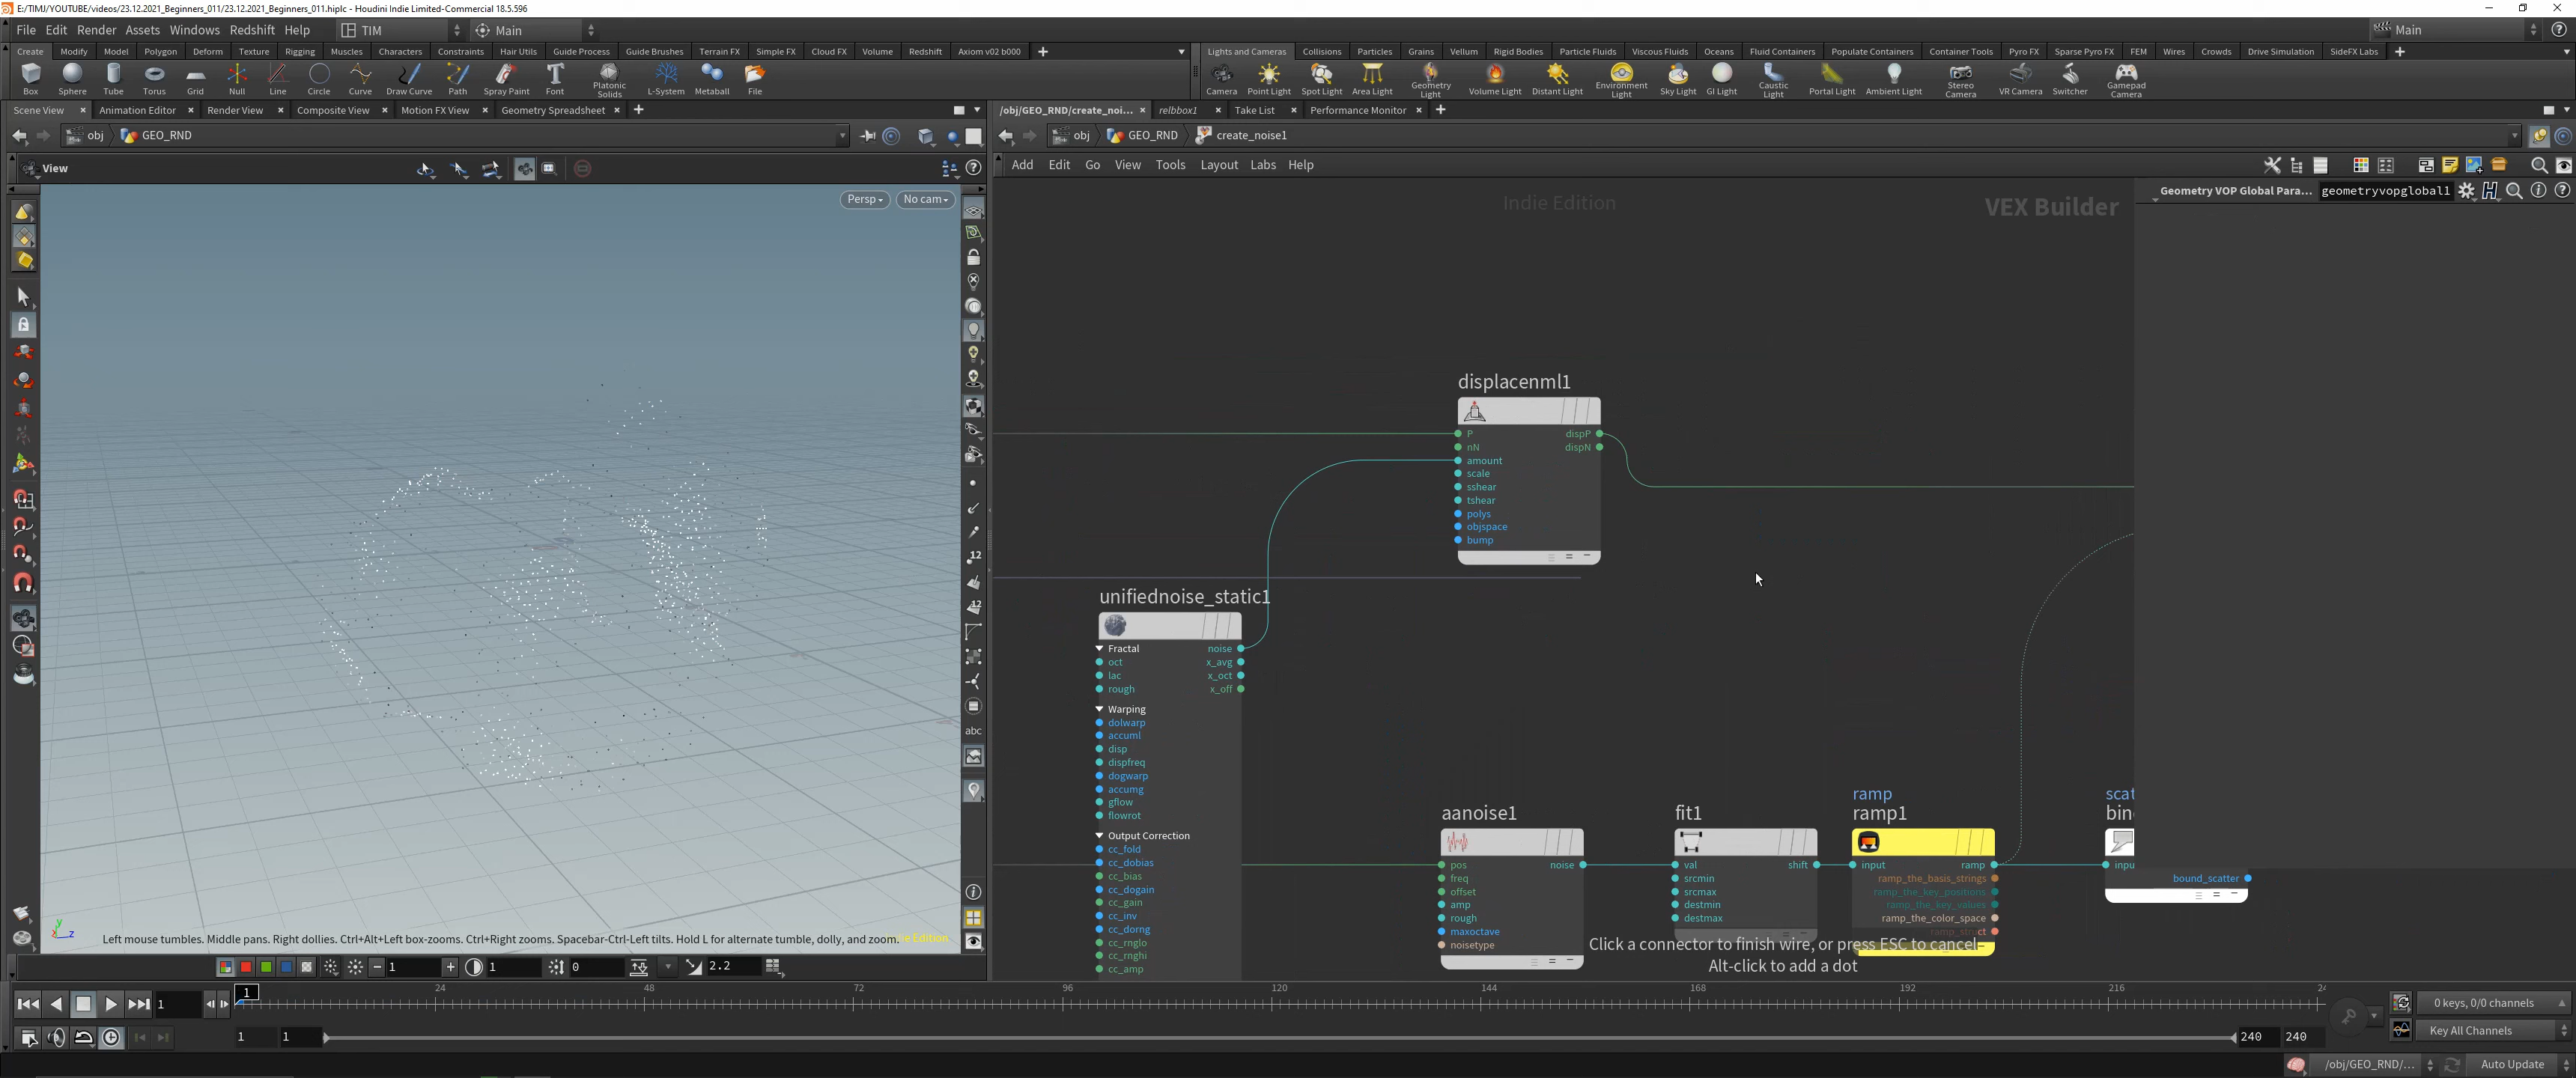 E:/TIMJ/YOUTUBE/videos/23.12.2021_Beginners_011/23.12.2021_Beginners_011.hiplc - Houdini Indie Limited-Commercial 18.5.596
File Edit Render Assets Windows Redshift Help TIM Main Main
Create Modify Model Polygon Deform Texture Rigging Muscles Characters Constraints Hair Utils Guide Process Guide Brushes Terrain FX Simple FX Cloud FX Volume Redshift Axiom v02 b000
Lights and Cameras Collisions Particles Grains Vellum Rigid Bodies Particle Fluids Viscous Fluids Oceans Fluid Containers Populate Containers Container Tools Pyro FX Sparse Pyro FX FEM Wires Crowds Drive Simulation SideFX Labs
Box Sphere Tube Torus Grid Null Line Circle Curve Draw Curve Path Spray Paint Font Platonic Solids L-System Metaball File
Camera Point Light Spot Light Area Light Geometry Light Volume Light Distant Light Environment Light Sky Light GI Light Caustic Light Portal Light Ambient Light Stereo Camera VR Camera Switcher Gamepad Camera
Scene View Animation Editor Render View Composite View Motion FX View Geometry Spreadsheet
/obj/GEO_RND/create_noi... relbbox1 Take List Performance Monitor
obj GEO_RND
obj GEO_RND create_noise1
View
Add Edit Go View Tools Layout Labs Help
Persp No cam
Indie Edition
VEX Builder
Geometry VOP Global Para... geometryvopglobal1
displacenml1
P dispP
nN dispN
amount
scale
sshear
tshear
polys
objspace
bump
unifiednoise_static1
Fractal noise
oct x_avg
lac x_oct
rough x_off
Warping
dolwarp
accuml
disp
dispfreq
dogwarp
accumg
gflow
flowrot
Output Correction
cc_fold
cc_dobias
cc_bias
cc_dogain
cc_gain
cc_inv
cc_dorng
cc_rnglo
cc_rnghi
cc_amp
aanoise1
pos noise
freq
offset
amp
rough
maxoctave
noisetype
fit1
val shift
srcmin
srcmax
destmin
destmax
ramp
ramp1
input ramp
ramp_the_basis_strings
ramp_the_key_positions
ramp_the_key_values
ramp_the_color_space
ramp_struct
scat
bin
inpu
bound_scatter
Click a connector to finish wire, or press ESC to cancel
Alt-click to add a dot
Left mouse tumbles. Middle pans. Right dollies. Ctrl+Alt+Left box-zooms. Ctrl+Right zooms. Spacebar-Ctrl-Left tilts. Hold L for alternate tumble, dolly, and zoom.
Edition
12
12
abc
y
z
1 1 0 2.2
1 1 24 48 72 96 120 144 168 192 216 24
0 keys, 0/0 channels
1 1 240 240
Key All Channels
/obj/GEO_RND/... Auto Update